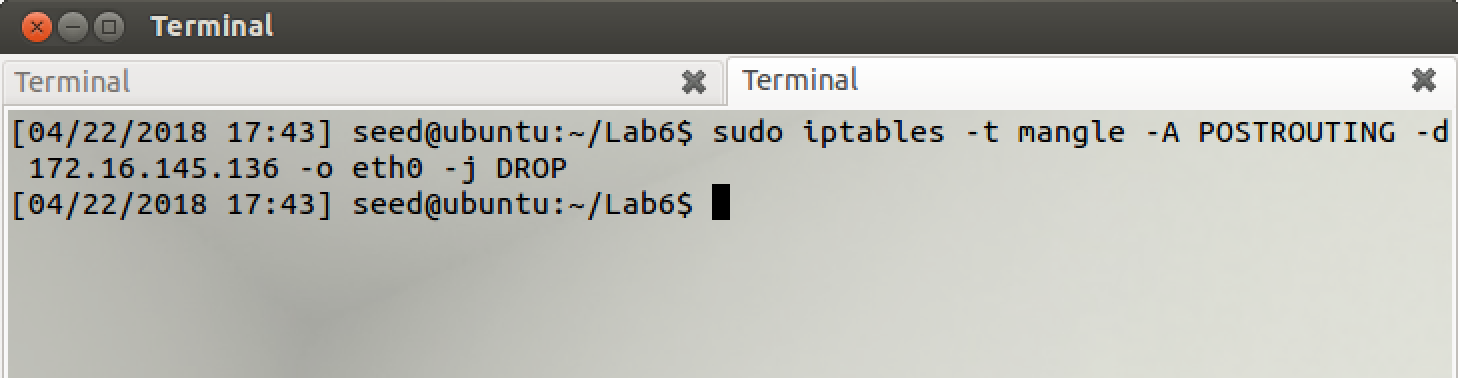 Terminal
Terminal
Terminal
[04/22/2018 17:43] seed@ubuntu:~/Lab6$ sudo iptables -t mangle -A POSTROUTING -d
 172.16.145.136 -o eth0 -j DROP
[04/22/2018 17:43] seed@ubuntu:~/Lab6$